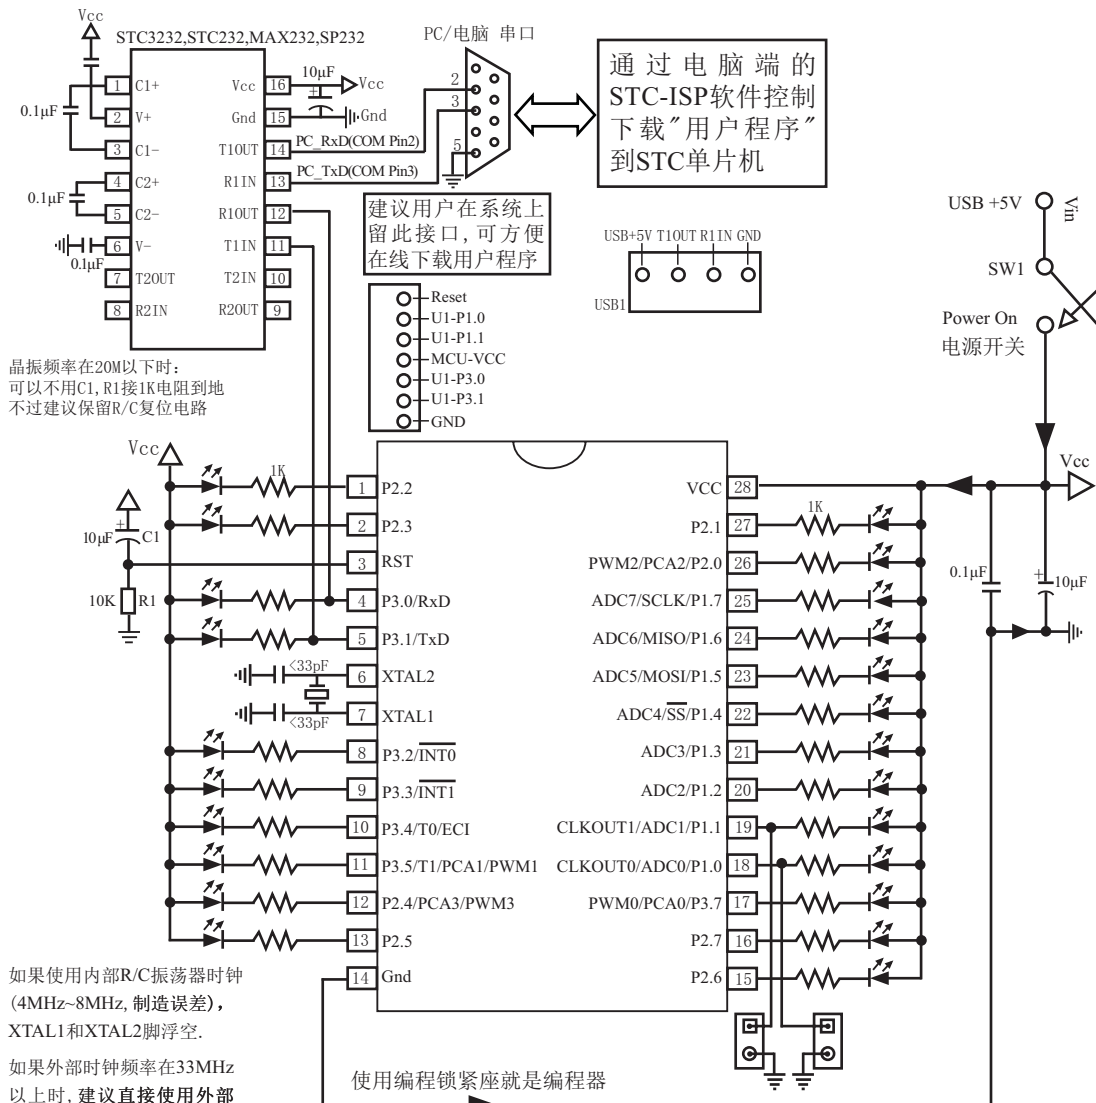 Vcc
STC3232,STC232,MAX232,SP232
1 C1+
2 V+
3 C1-
4 C2+
5 C2-
6 V-
7 T2OUT
8 R2IN
Vcc 16
Gnd 15
T1OUT 14
R1IN 13
R1OUT 12
T1IN 11
T2IN 10
R2OUT 9
0.1μF
0.1μF
0.1μF
10μF
+
Vcc
Gnd
PC_RxD(COM Pin2)
PC_TxD(COM Pin3)
PC/电脑 串口
2
3
5
通过电脑端的
STC-ISP软件控制
下载"用户程序"
到STC单片机
建议用户在系统上
留此接口,可方便
在线下载用户程序
USB+5V T1OUT R1IN GND
USB1
Reset
U1-P1.0
U1-P1.1
MCU-VCC
U1-P3.0
U1-P3.1
GND
USB +5V
Vin
SW1
Power On
电源开关
晶振频率在20M以下时:
可以不用C1,R1接1K电阻到地
不过建议保留R/C复位电路
Vcc
1K
10μF
+
C1
10K R1
<33pF
<33pF
1 P2.2
2 P2.3
3 RST
4 P3.0/RxD
5 P3.1/TxD
6 XTAL2
7 XTAL1
8 P3.2/INT0
9 P3.3/INT1
10 P3.4/T0/ECI
11 P3.5/T1/PCA1/PWM1
12 P2.4/PCA3/PWM3
13 P2.5
14 Gnd
VCC 28
P2.1 27
PWM2/PCA2/P2.0 26
ADC7/SCLK/P1.7 25
ADC6/MISO/P1.6 24
ADC5/MOSI/P1.5 23
ADC4/SS/P1.4 22
ADC3/P1.3 21
ADC2/P1.2 20
CLKOUT1/ADC1/P1.1 19
CLKOUT0/ADC0/P1.0 18
PWM0/PCA0/P3.7 17
P2.7 16
P2.6 15
1K
Vcc
0.1μF
+
10μF
如果使用内部R/C振荡器时钟
(4MHz~8MHz, 制造误差),
XTAL1和XTAL2脚浮空.
如果外部时钟频率在33MHz
以上时, 建议直接使用外部
使用编程锁紧座就是编程器